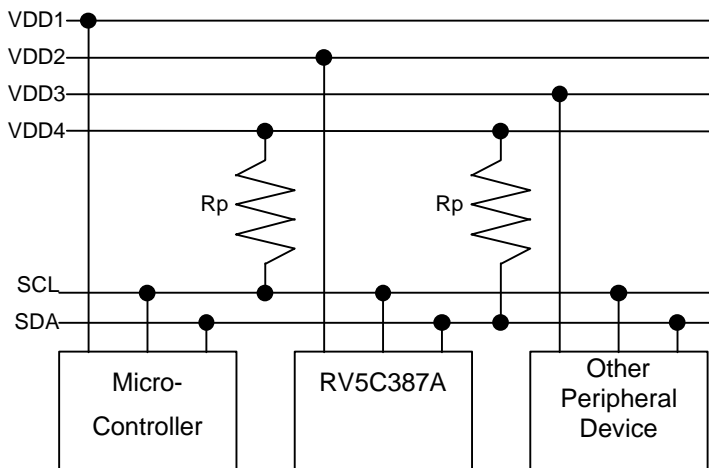 VDD1
VDD2
VDD3
VDD4
Rp
Rp
SCL
SDA
Micro-
Controller
RV5C387A
Other
Peripheral
Device